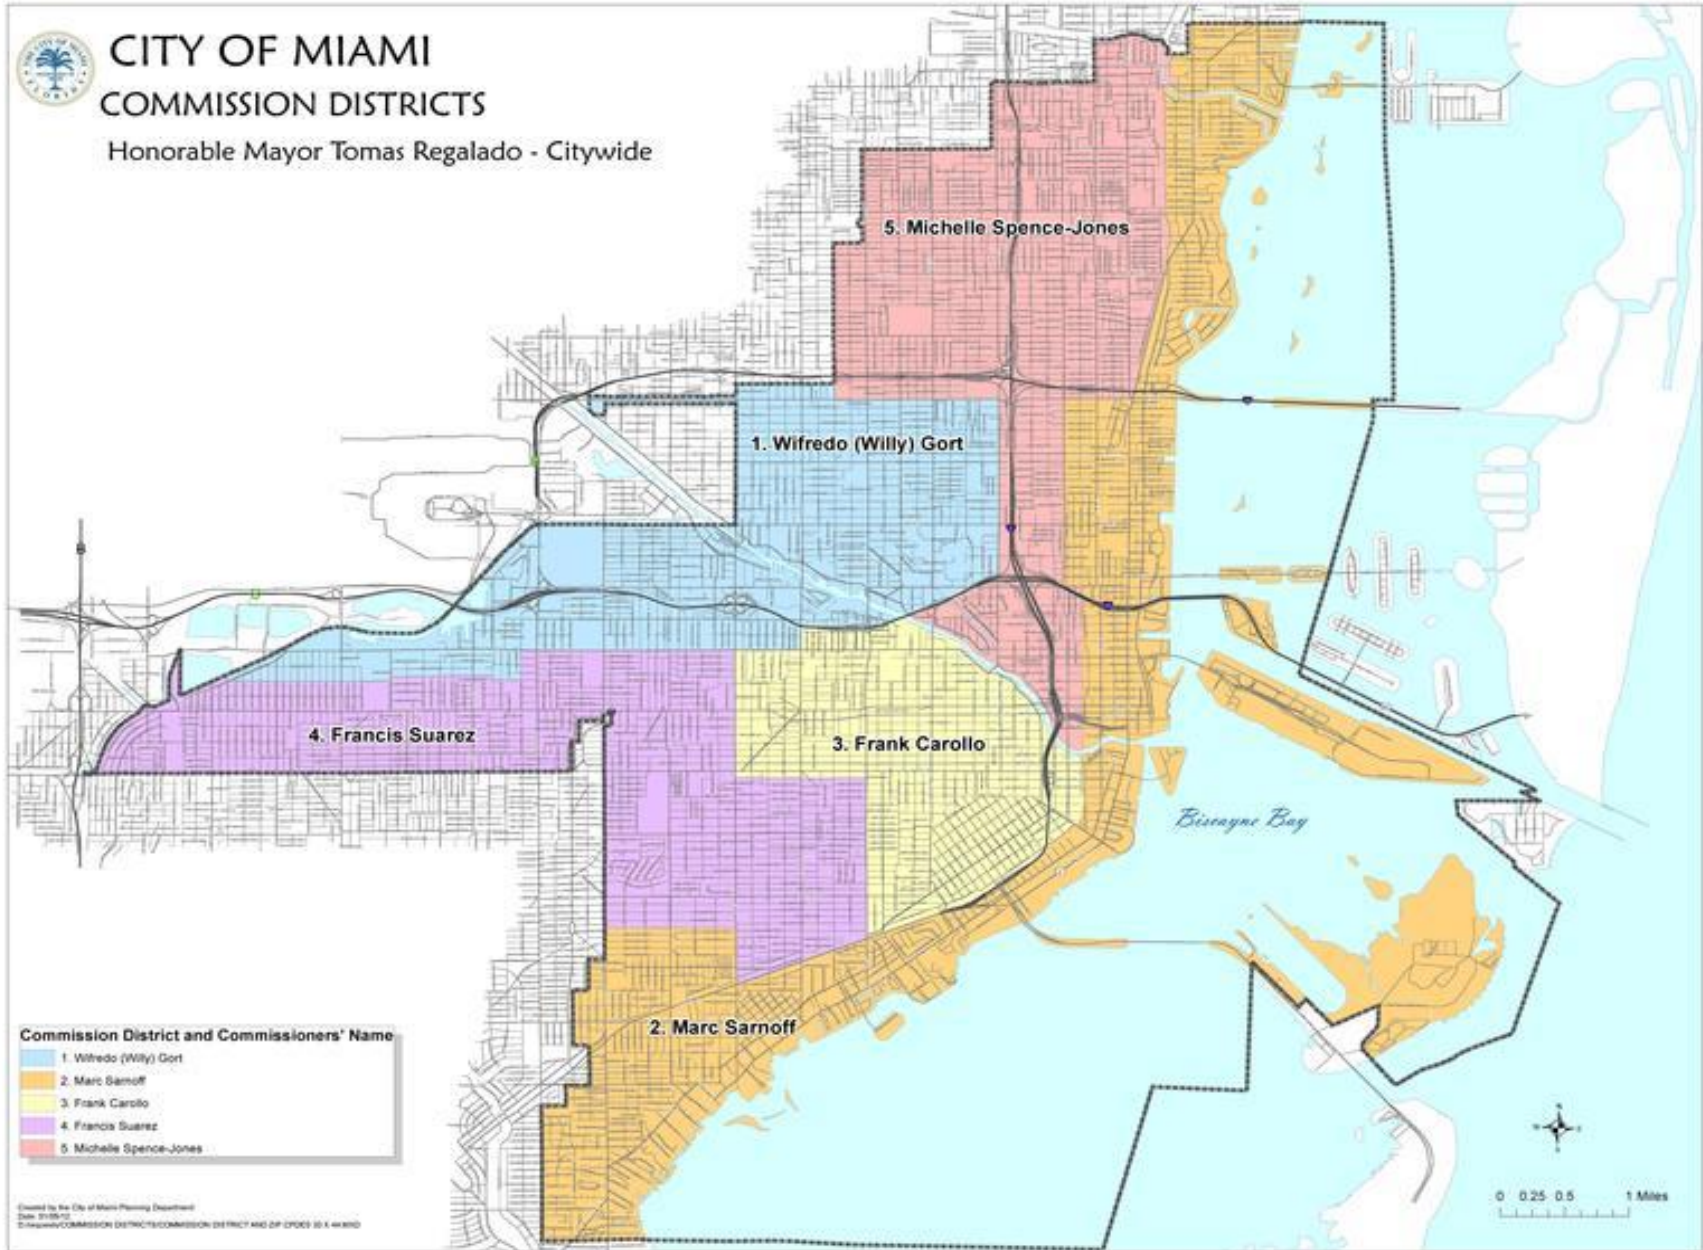 CITY OF MIAMI
COMMISSION DISTRICTS
Honorable Mayor Tomas Regalado - Citywide
5. Michelle Spence-Jones
1. Wifredo (Willy) Gort
4. Francis Suarez
3. Frank Carollo
Biscayne Bay
2. Marc Sarnoff
Commission District and Commissioners' Name
1. Wifredo (Willy) Gort
2. Marc Sarnoff
3. Frank Carollo
4. Francis Suarez
5. Michelle Spence-Jones
Created by the City of Miami Planning Department
0 0.25 0.5 1 Miles